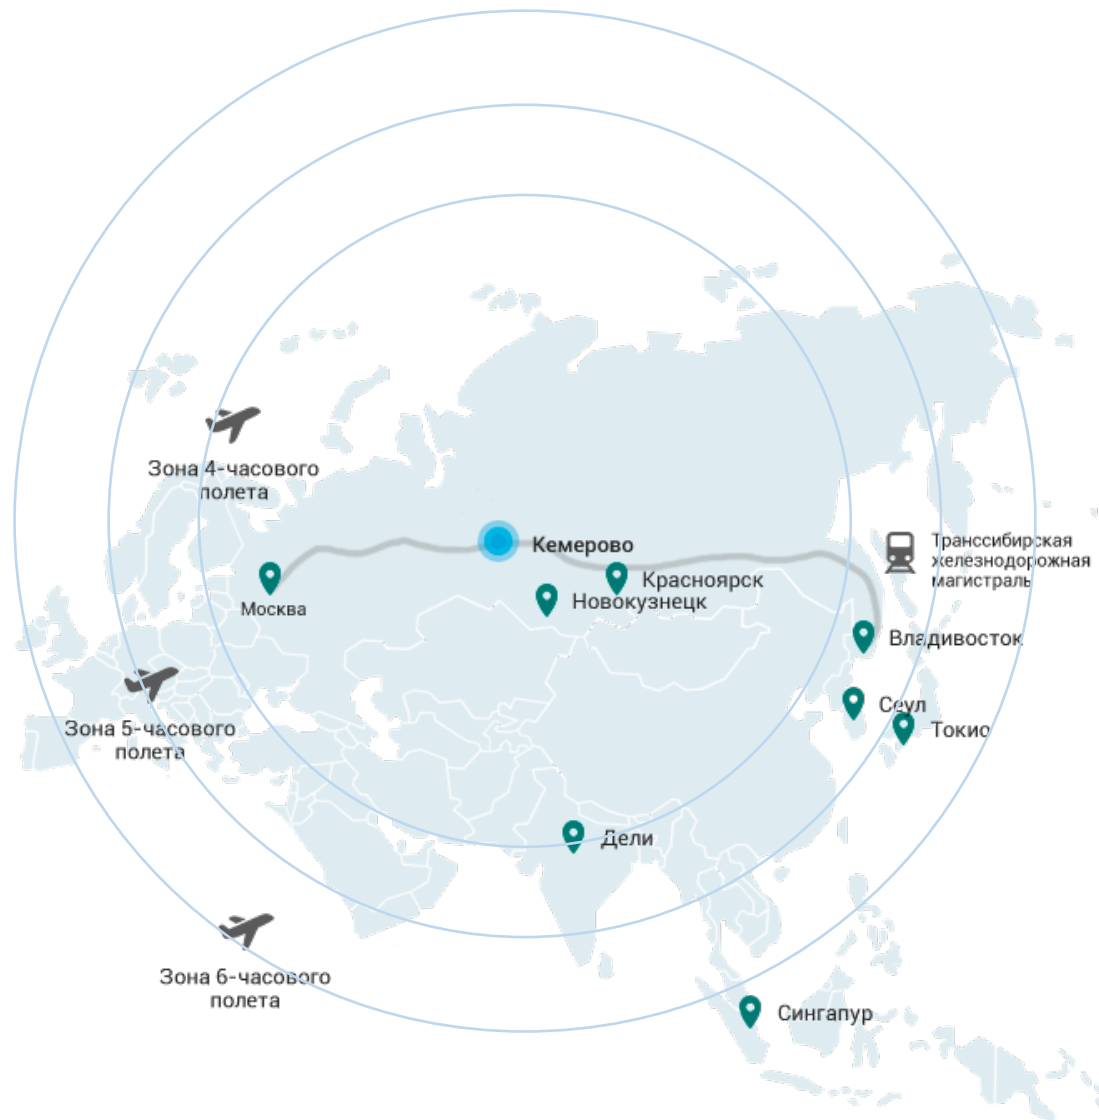 Зона 4-часового
полета
Кемерово
Транссибирская
железнодорожная
магистраль
Красноярск
Новокузнецк
Москва
Владивосток
Сеул
Токио
Зона 5-часового
полета
Дели
Зона 6-часового
полета
Сингапур